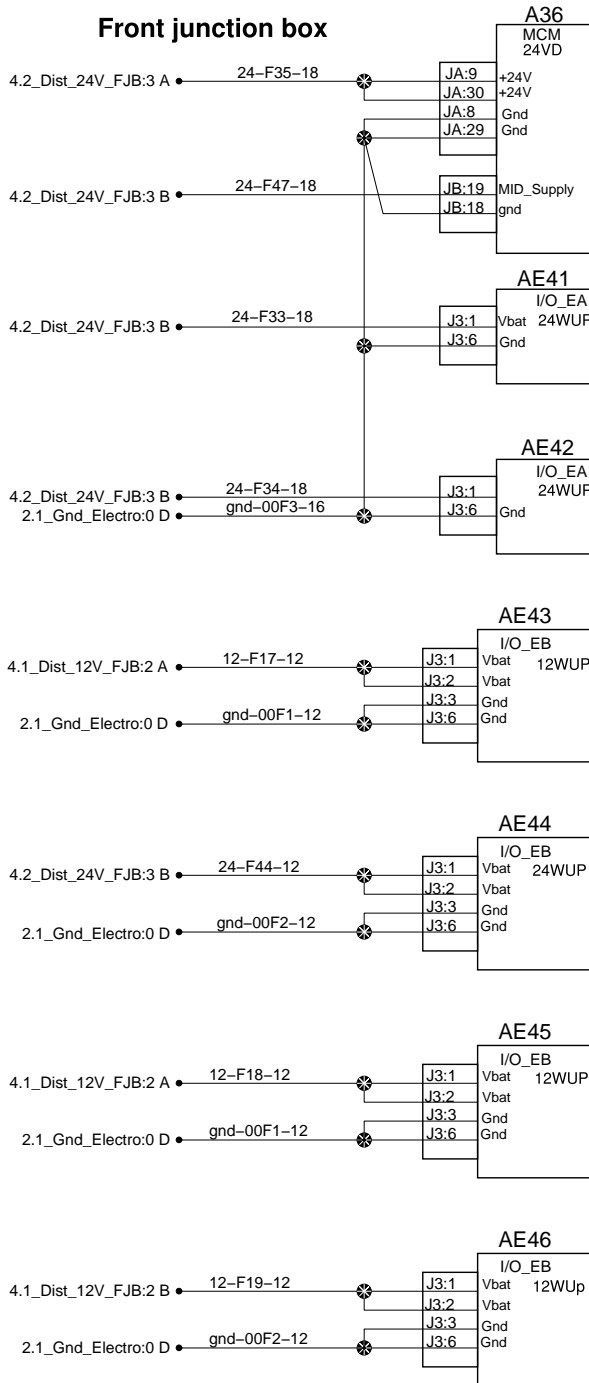 Front junction box
A36
MCM
24VD
4.2_Dist_24V_FJB:3 A 24–F35–18 JA:9 +24V
JA:30 +24V
JA:8 Gnd
JA:29 Gnd
4.2_Dist_24V_FJB:3 B 24–F47–18 JB:19 MID_Supply
JB:18 gnd
AE41
I/O_EA
24WUP
4.2_Dist_24V_FJB:3 B 24–F33–18 J3:1 Vbat
J3:6 Gnd
AE42
I/O_EA
24WUP
4.2_Dist_24V_FJB:3 B 24–F34–18 J3:1
2.1_Gnd_Electro:0 D gnd–00F3–16 J3:6 Gnd
AE43
I/O_EB
12WUP
4.1_Dist_12V_FJB:2 A 12–F17–12 J3:1 Vbat
J3:2 Vbat
J3:3 Gnd
2.1_Gnd_Electro:0 D gnd–00F1–12 J3:6 Gnd
AE44
I/O_EB
24WUP
4.2_Dist_24V_FJB:3 B 24–F44–12 J3:1 Vbat
J3:2 Vbat
J3:3 Gnd
2.1_Gnd_Electro:0 D gnd–00F2–12 J3:6 Gnd
AE45
I/O_EB
12WUP
4.1_Dist_12V_FJB:2 A 12–F18–12 J3:1 Vbat
J3:2 Vbat
J3:3 Gnd
2.1_Gnd_Electro:0 D gnd–00F1–12 J3:6 Gnd
AE46
I/O_EB
12WUp
4.1_Dist_12V_FJB:2 B 12–F19–12 J3:1 Vbat
J3:2 Vbat
J3:3 Gnd
2.1_Gnd_Electro:0 D gnd–00F2–12 J3:6 Gnd